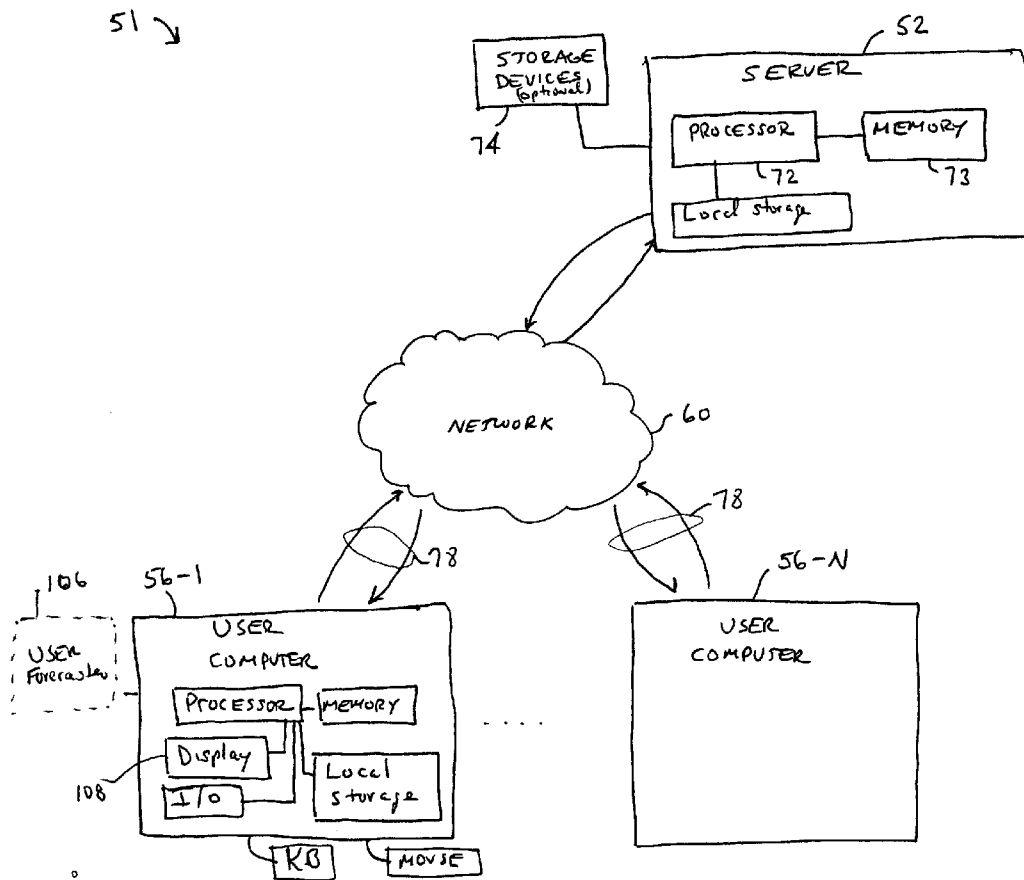 51
52
STORAGE
DEVICES
(optional)
74
SERVER
PROCESSOR
72
MEMORY
73
Local storage
NETWORK
60
78
78
106
56-1
56-N
USER
Forecaster
USER
COMPUTER
PROCESSOR
MEMORY
Display
108
I/O
Local
storage
KB
MOUSE
. . . .
USER
COMPUTER